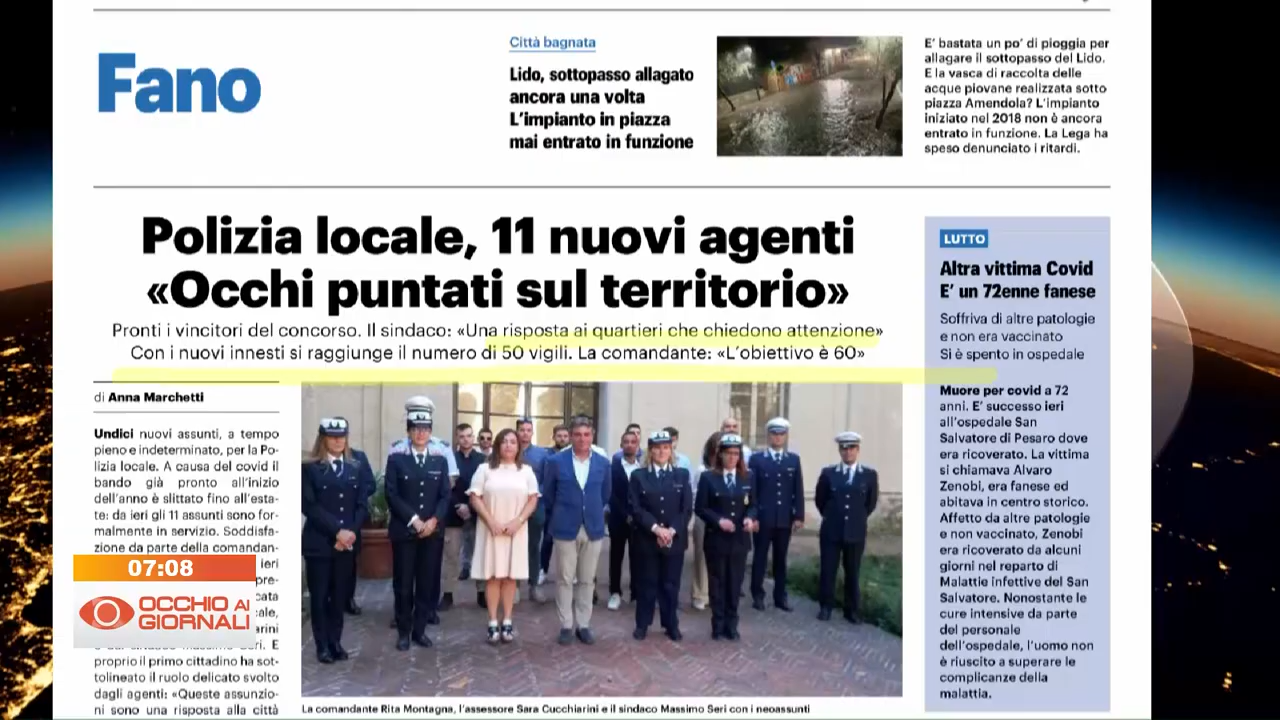 Fano
Città bagnata
Lido, sottopasso allagato
ancora una volta
L'impianto in piazza
mai entrato in funzione
E' bastata un po' di pioggia per
allagare il sottopasso del Lido.
E la vasca di raccolta delle
acque piovane realizzata sotto
piazza Amendola? L'impianto
iniziato nel 2018 non è ancora
entrato in funzione. La Lega ha
speso denunciato i ritardi.
Polizia locale, 11 nuovi agenti
«Occhi puntati sul territorio»
Pronti i vincitori del concorso. Il sindaco: «Una risposta ai quartieri che chiedono attenzione»
Con i nuovi innesti si raggiunge il numero di 50 vigili. La comandante: «L'obiettivo è 60»
di Anna Marchetti
Undici nuovi assunti, a tempo
pieno e indeterminato, per la Po-
lizia locale. A causa del covid il
bando già pronto all'inizio
dell'anno è slittato fino all'esta-
te: da ieri gli 11 assunti sono for-
malmente in servizio. Soddisfa-
zione da parte della comandan-
ieri
pre-
cata
cale,
arini
proprio il primo cittadino ha sot-
tolineato il ruolo delicato svolto
dagli agenti: «Queste assunzio-
ni sono una risposta alla città
07:08
OCCHIO AI
GIORNALI
La comandante Rita Montagna, l'assessore Sara Cucchiarini e il sindaco Massimo Seri con i neoassunti
LUTTO
Altra vittima Covid
E' un 72enne fanese
Soffriva di altre patologie
e non era vaccinato
Si è spento in ospedale
Muore per covid a 72
anni. E' successo ieri
all'ospedale San
Salvatore di Pesaro dove
era ricoverato. La vittima
si chiamava Alvaro
Zenobi, era fanese ed
abitava in centro storico.
Affetto da altre patologie
e non vaccinato, Zenobi
era ricoverato da alcuni
giorni nel reparto di
Malattie infettive del San
Salvatore. Nonostante le
cure intensive da parte
del personale
dell'ospedale, l'uomo non
è riuscito a superare le
complicanze della
malattia.